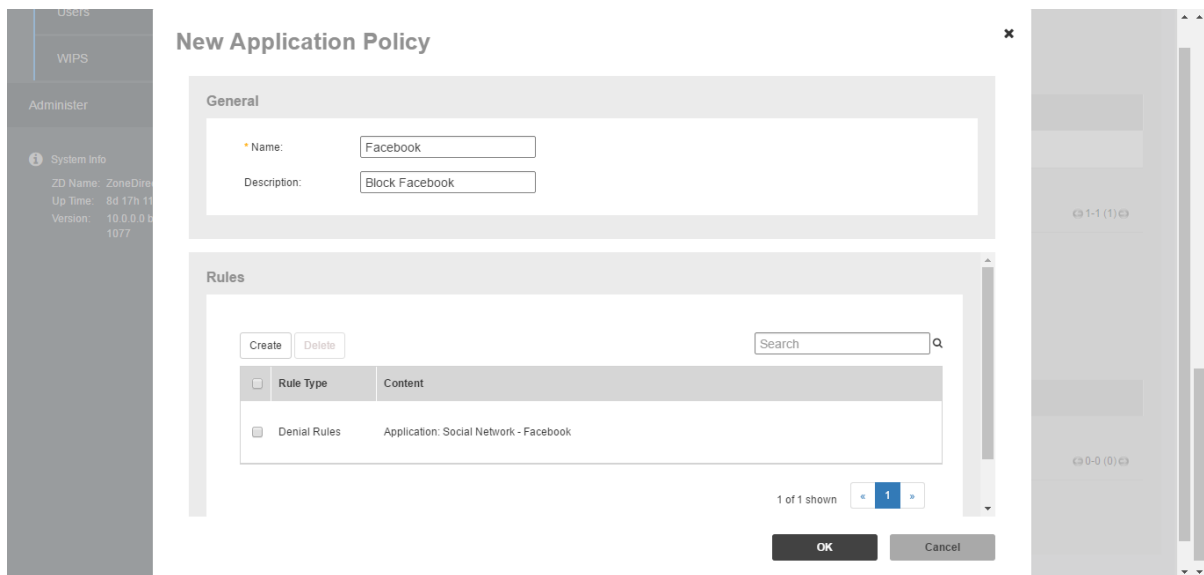 Users
WIPS
Administer
System Info
ZD Name: ZoneDire
Up Time: 8d 17h 11
Version: 10.0.0.0 b
1077
New Application Policy
General
* Name: Facebook
Description: Block Facebook
Rules
Create Delete Search
Rule Type Content
Denial Rules Application: Social Network - Facebook
1 of 1 shown « 1 »
OK Cancel
1-1 (1)
0-0 (0)